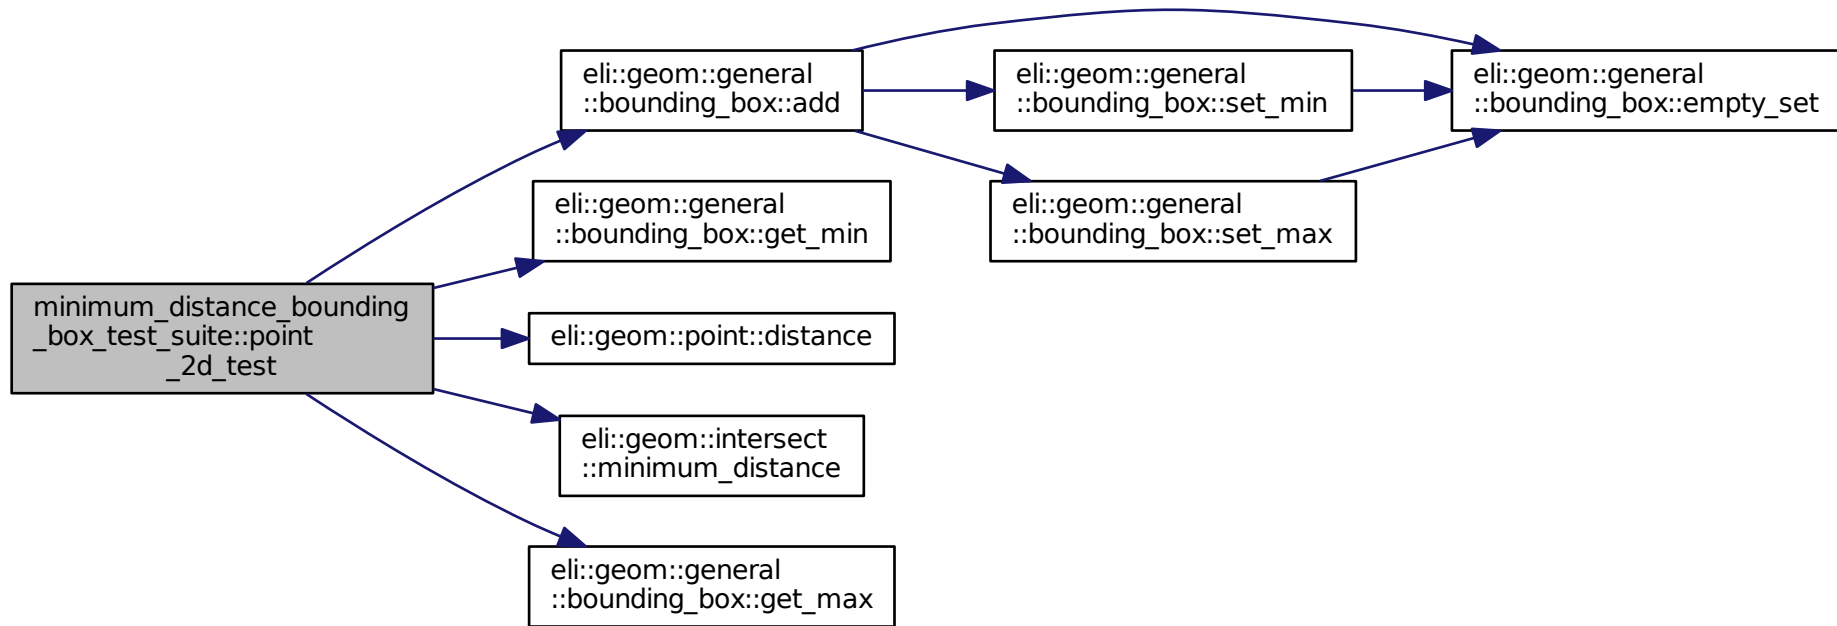 minimum_distance_bounding
_box_test_suite::point
_2d_test
eli::geom::general
::bounding_box::add
eli::geom::general
::bounding_box::set_min
eli::geom::general
::bounding_box::empty_set
eli::geom::general
::bounding_box::set_max
eli::geom::general
::bounding_box::get_min
eli::geom::point::distance
eli::geom::intersect
::minimum_distance
eli::geom::general
::bounding_box::get_max